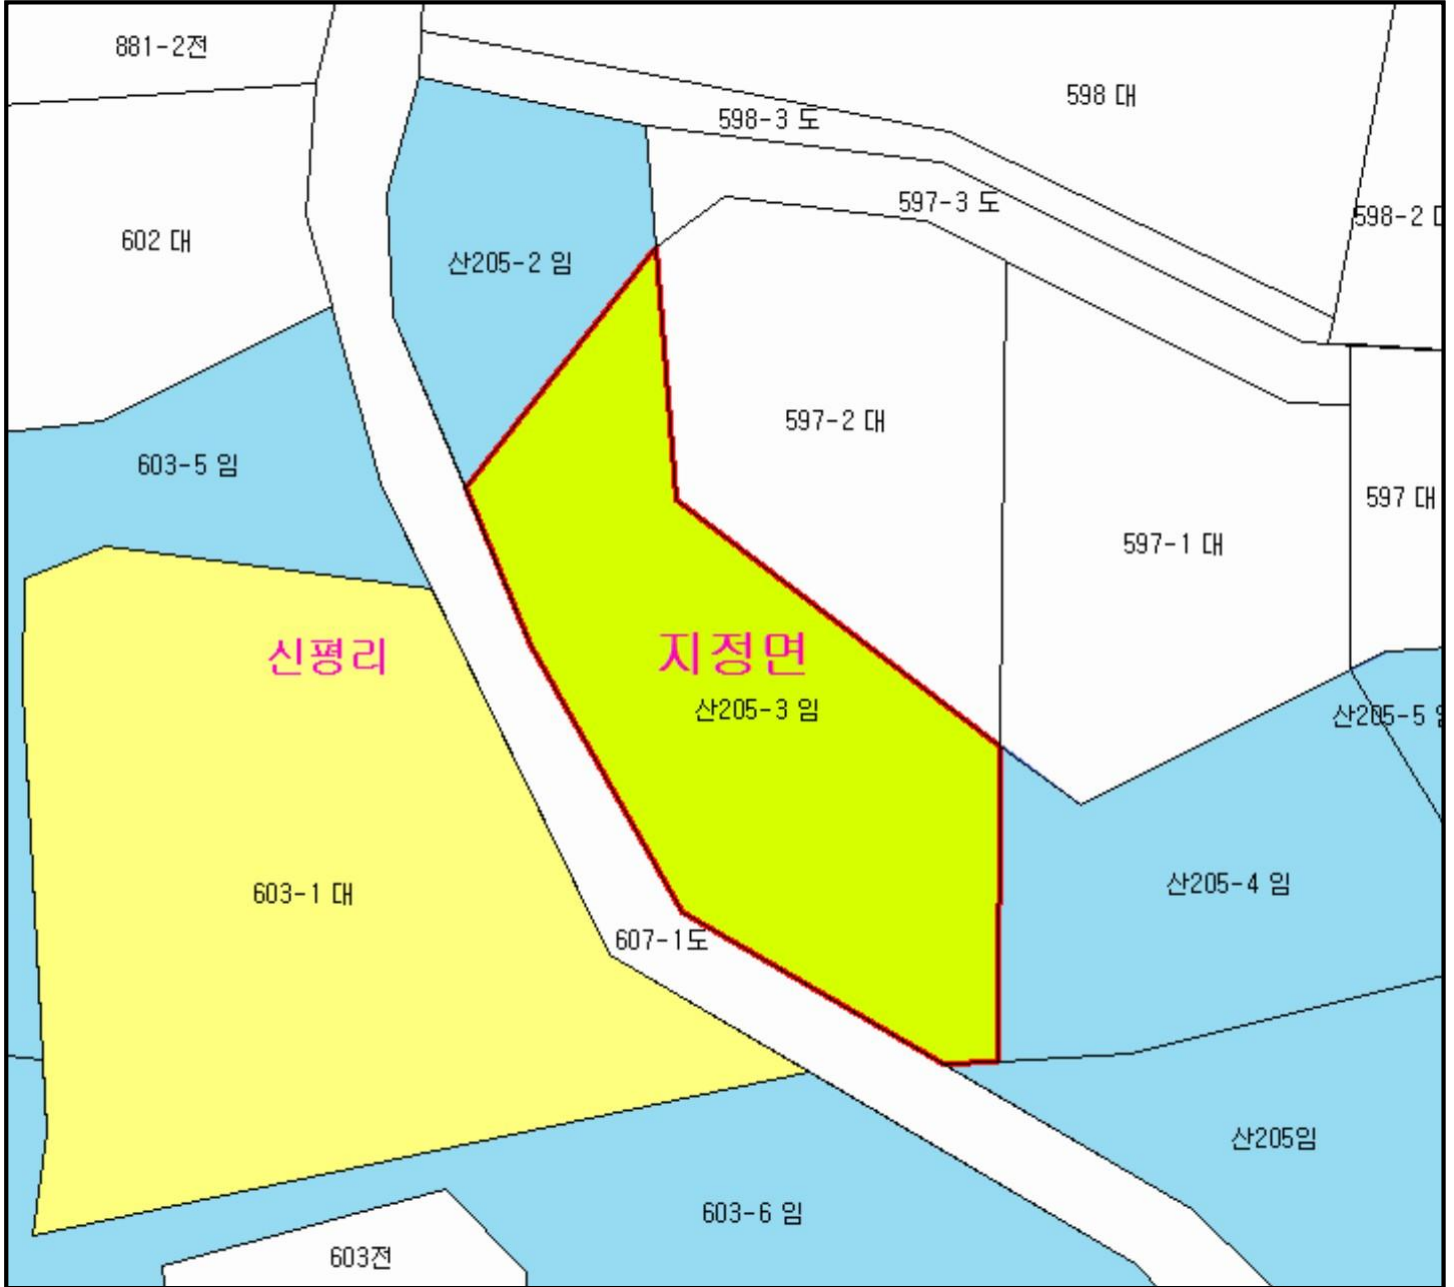 881-2전
598 대
598-3 도
597-3 도
598-2
602 대
산205-2 임
597-2 대
603-5 임
597 대
597-1 대
신평리
지정면
산205-3 임
산205-5
603-1 대
산205-4 임
607-1도
산205임
603-6 임
603전